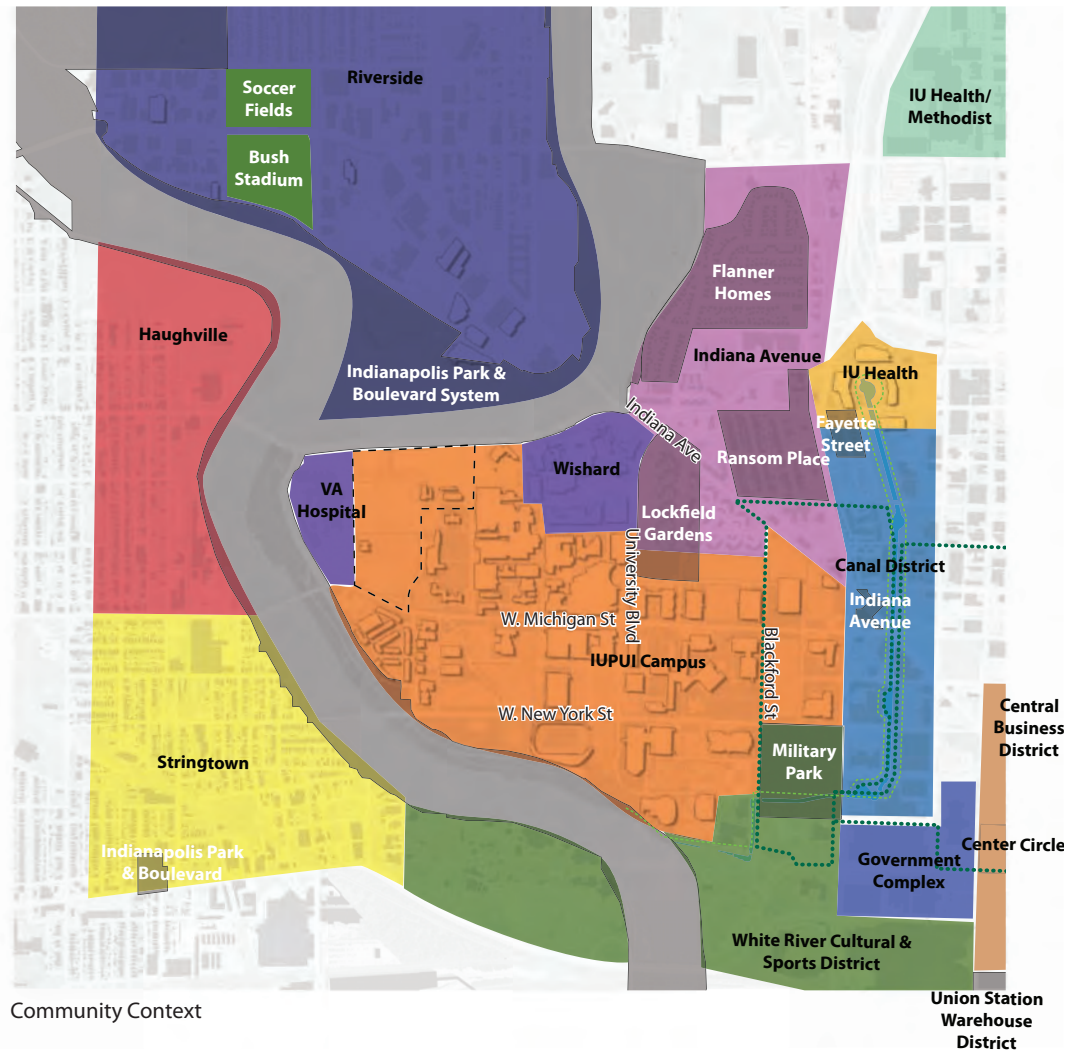 Riverside
Soccer
Fields
IU Health/
Methodist
Bush
Stadium
Flanner
Homes
Haughville
Indiana Avenue
Indianapolis Park &
Boulevard System
IU Health
Indiana Ave
Fayette
Street
Ransom Place
Wishard
VA
Hospital
Lockfield
Gardens
University Blvd
Canal District
Indiana
Avenue
W. Michigan St
IUPUI Campus
Blackford St
W. New York St
Central
Business
District
Military
Park
Stringtown
Indianapolis Park
& Boulevard
Center Circle
Government
Complex
White River Cultural &
Sports District
Union Station
Warehouse
District
Community Context